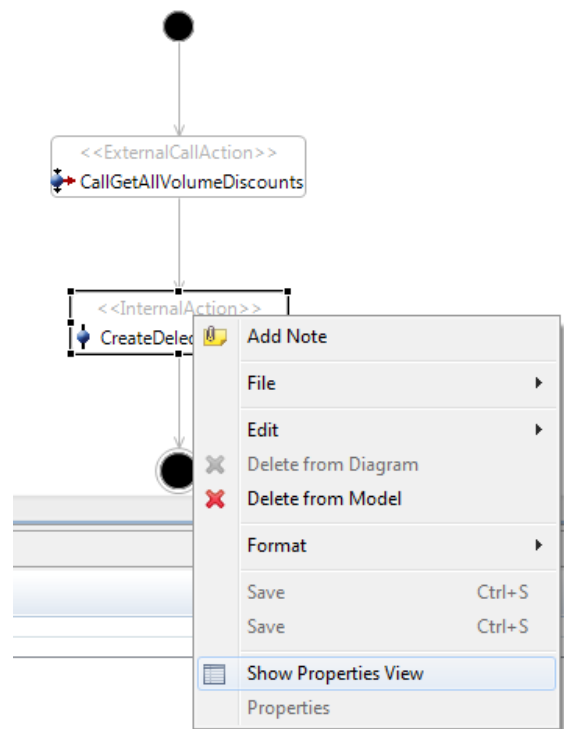 <<ExternalCallAction>>
CallGetAllVolumeDiscounts
<<InternalAction>>
Add Note
File
Edit
Delete from Diagram
Delete from Model
Format
Save Ctrl+S
Save Ctrl+S
Show Properties View
Properties